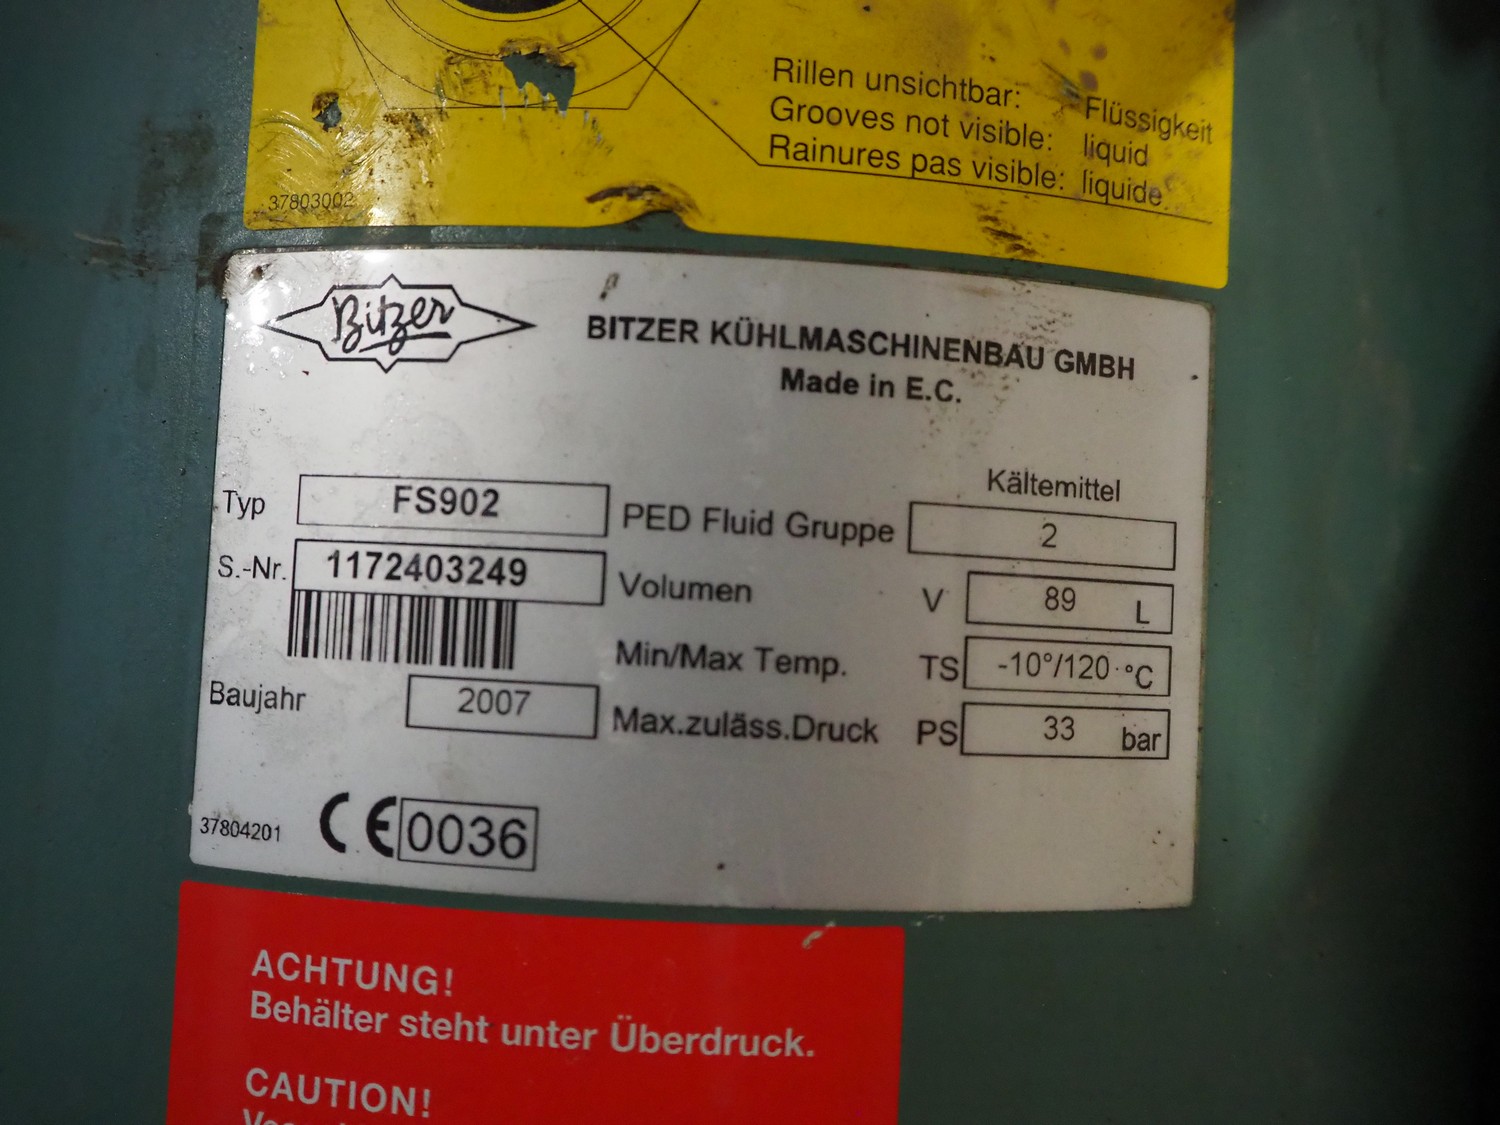 Rillen unsichtbar: Flüssigkeit
Grooves not visible: liquid
Rainures pas visible: liquide
37803002
Bitzer
BITZER KÜHLMASCHINENBAU GMBH
Made in E.C.
Kältemittel
Typ FS902 PED Fluid Gruppe 2
S.-Nr. 1172403249 Volumen V 89 L
Min/Max Temp. TS -10°/120 °C
Baujahr 2007 Max.zuläss.Druck PS 33 bar
CE 0036
37804201
ACHTUNG!
Behälter steht unter Überdruck.
CAUTION!